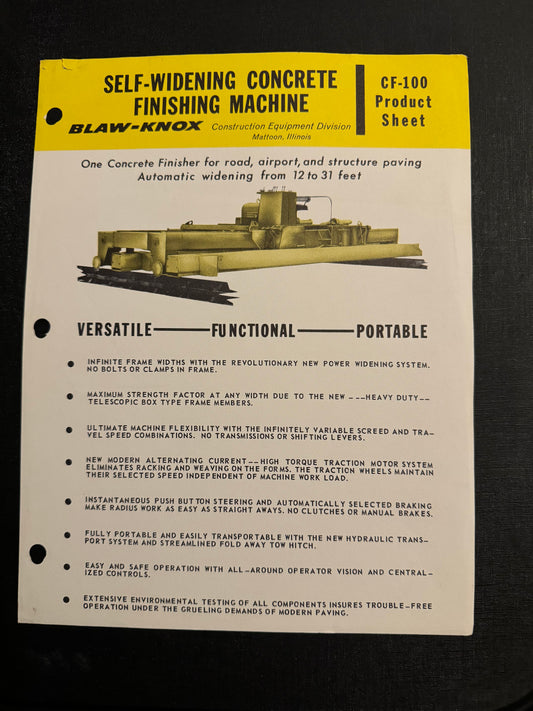 SELF-WIDENING CONCRETE
FINISHING MACHINE
BLAW-KNOX Construction Equipment Division
Mattoon, Illinois
CF-100
Product
Sheet
One Concrete Finisher for road, airport, and structure paving
Automatic widening from 12 to 31 feet
VERSATILE—FUNCTIONAL—PORTABLE
• INFINITE FRAME WIDTHS WITH THE REVOLUTIONARY NEW POWER WIDENING SYSTEM.
NO BOLTS OR CLAMPS IN FRAME.
• MAXIMUM STRENGTH FACTOR AT ANY WIDTH DUE TO THE NEW ---HEAVY DUTY--
TELESCOPIC BOX TYPE FRAME MEMBERS.
• ULTIMATE MACHINE FLEXIBILITY WITH THE INFINITELY VARIABLE SCREED AND TRA-
VEL SPEED COMBINATIONS. NO TRANSMISSIONS OR SHIFTING LEVERS.
• NEW MODERN ALTERNATING CURRENT--HIGH TORQUE TRACTION MOTOR SYSTEM
ELIMINATES RACKING AND WEAVING ON THE FORMS. THE TRACTION WHEELS MAINTAIN
THEIR SELECTED SPEED INDEPENDENT OF MACHINE WORK LOAD.
• INSTANTANEOUS PUSH BUTTON STEERING AND AUTOMATICALLY SELECTED BRAKING
MAKE RADIUS WORK AS EASY AS STRAIGHT AWAYS. NO CLUTCHES OR MANUAL BRAKES.
• FULLY PORTABLE AND EASILY TRANSPORTABLE WITH THE NEW HYDRAULIC TRANS-
PORT SYSTEM AND STREAMLINED FOLD AWAY TOW HITCH.
• EASY AND SAFE OPERATION WITH ALL-AROUND OPERATOR VISION AND CENTRAL-
IZED CONTROLS.
• EXTENSIVE ENVIRONMENTAL TESTING OF ALL COMPONENTS INSURES TROUBLE-FREE
OPERATION UNDER THE GRUELING DEMANDS OF MODERN PAVING.